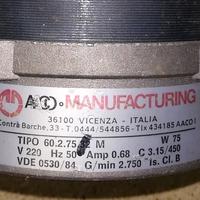 ACO·MANUFACTURING
36100 VICENZA - ITALIA
Contrà Barche, 33 - T. 0444/544856 - Tlx 434185 AACO I
TIPO 60.2.75 M W 75
V 220 Hz 50 Amp 0.68 C 3.15/450
VDE 0530/84 G/min 2.750 is. Cl. B